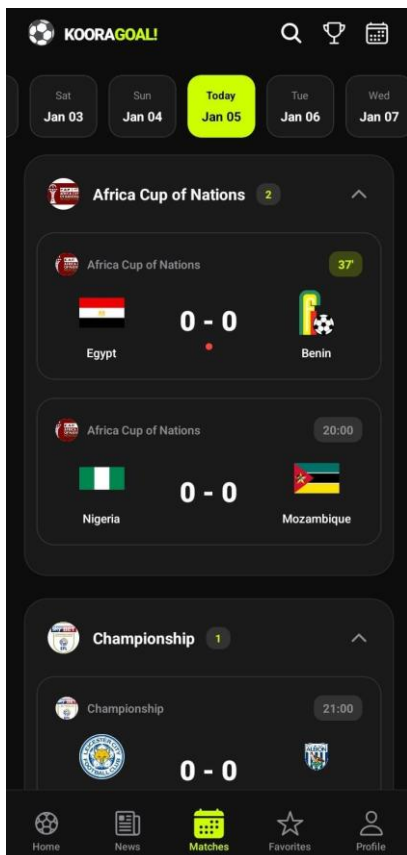 KOORAGOAL!
Sat
Jan 03
Sun
Jan 04
Today
Jan 05
Tue
Jan 06
Wed
Jan 07
Africa Cup of Nations 2
Africa Cup of Nations 37'
0 - 0
Egypt Benin
Africa Cup of Nations 20:00
0 - 0
Nigeria Mozambique
Championship 1
Championship 21:00
0 - 0
Home News Matches Favorites Profile